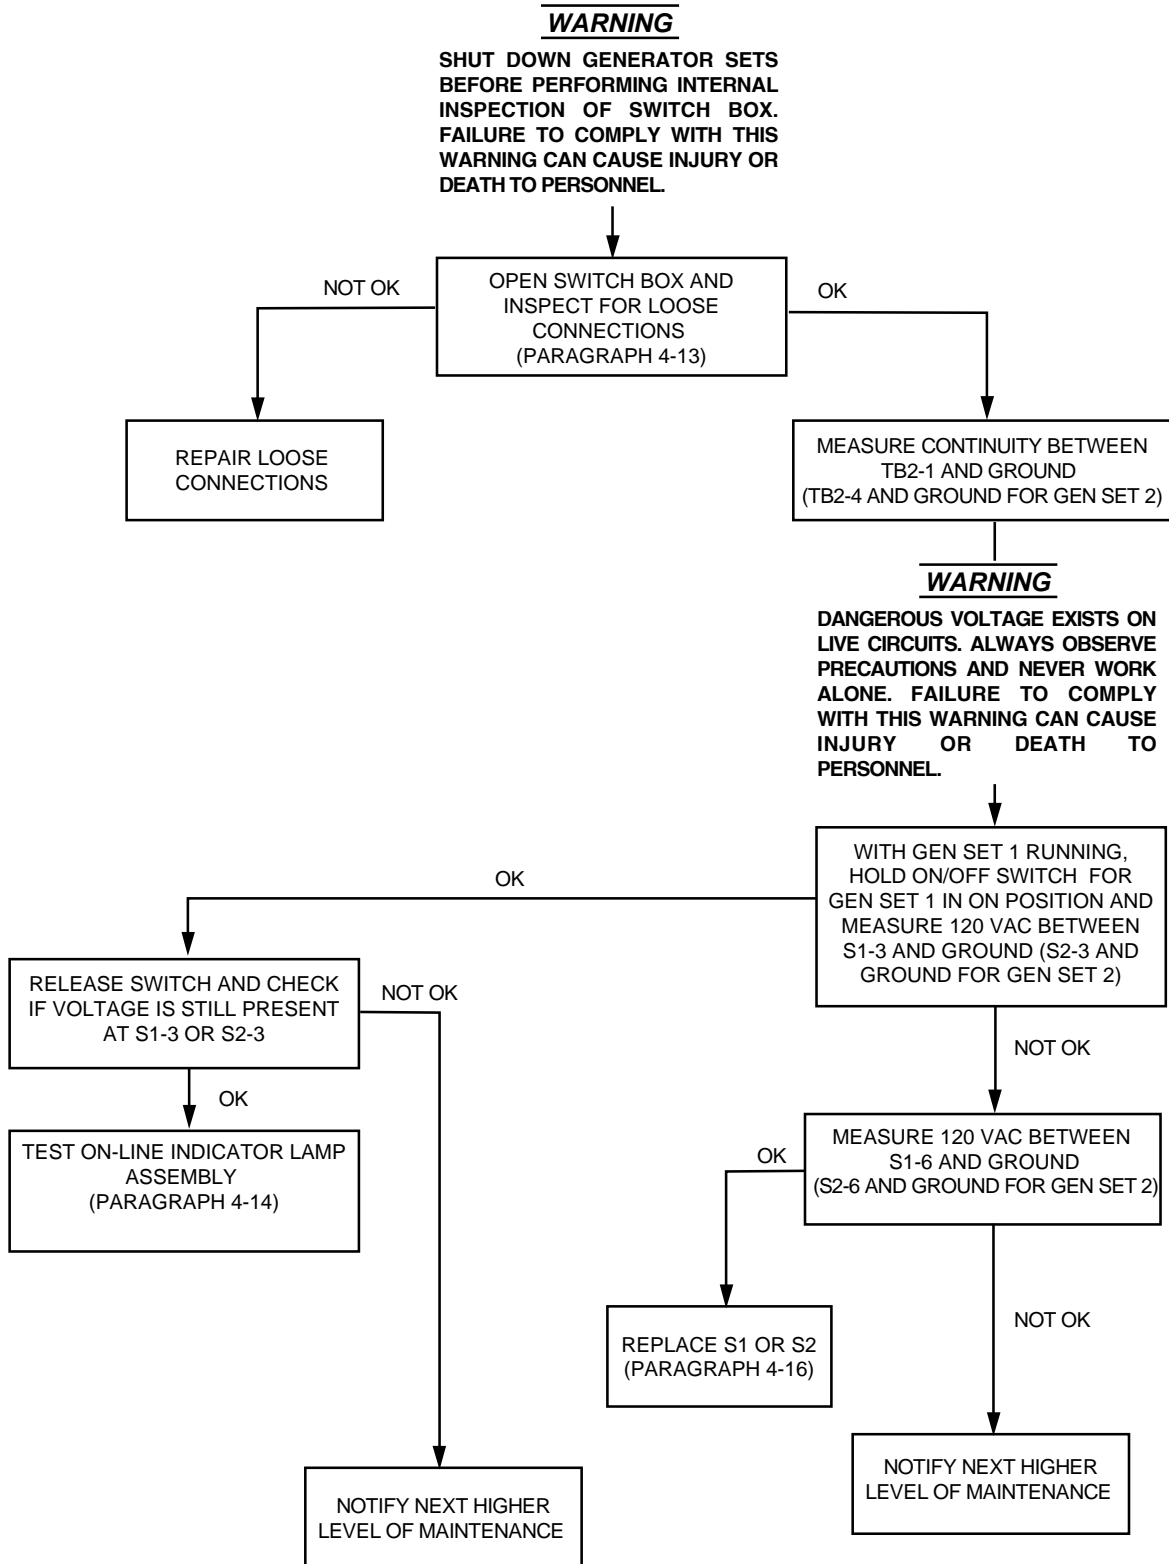 WARNING
SHUT DOWN GENERATOR SETS
BEFORE PERFORMING INTERNAL
INSPECTION OF SWITCH BOX.
FAILURE TO COMPLY WITH THIS
WARNING CAN CAUSE INJURY OR
DEATH TO PERSONNEL.
NOT OK
OPEN SWITCH BOX AND
INSPECT FOR LOOSE
CONNECTIONS
(PARAGRAPH 4-13)
OK
REPAIR LOOSE
CONNECTIONS
MEASURE CONTINUITY BETWEEN
TB2-1 AND GROUND
(TB2-4 AND GROUND FOR GEN SET 2)
WARNING
DANGEROUS VOLTAGE EXISTS ON
LIVE CIRCUITS. ALWAYS OBSERVE
PRECAUTIONS AND NEVER WORK
ALONE. FAILURE TO COMPLY
WITH THIS WARNING CAN CAUSE
INJURY OR DEATH TO
PERSONNEL.
WITH GEN SET 1 RUNNING,
HOLD ON/OFF SWITCH FOR
GEN SET 1 IN ON POSITION AND
MEASURE 120 VAC BETWEEN
S1-3 AND GROUND (S2-3 AND
GROUND FOR GEN SET 2)
OK
RELEASE SWITCH AND CHECK
IF VOLTAGE IS STILL PRESENT
AT S1-3 OR S2-3
NOT OK
NOT OK
OK
TEST ON-LINE INDICATOR LAMP
ASSEMBLY
(PARAGRAPH 4-14)
OK
MEASURE 120 VAC BETWEEN
S1-6 AND GROUND
(S2-6 AND GROUND FOR GEN SET 2)
NOT OK
REPLACE S1 OR S2
(PARAGRAPH 4-16)
NOTIFY NEXT HIGHER
LEVEL OF MAINTENANCE
NOTIFY NEXT HIGHER
LEVEL OF MAINTENANCE